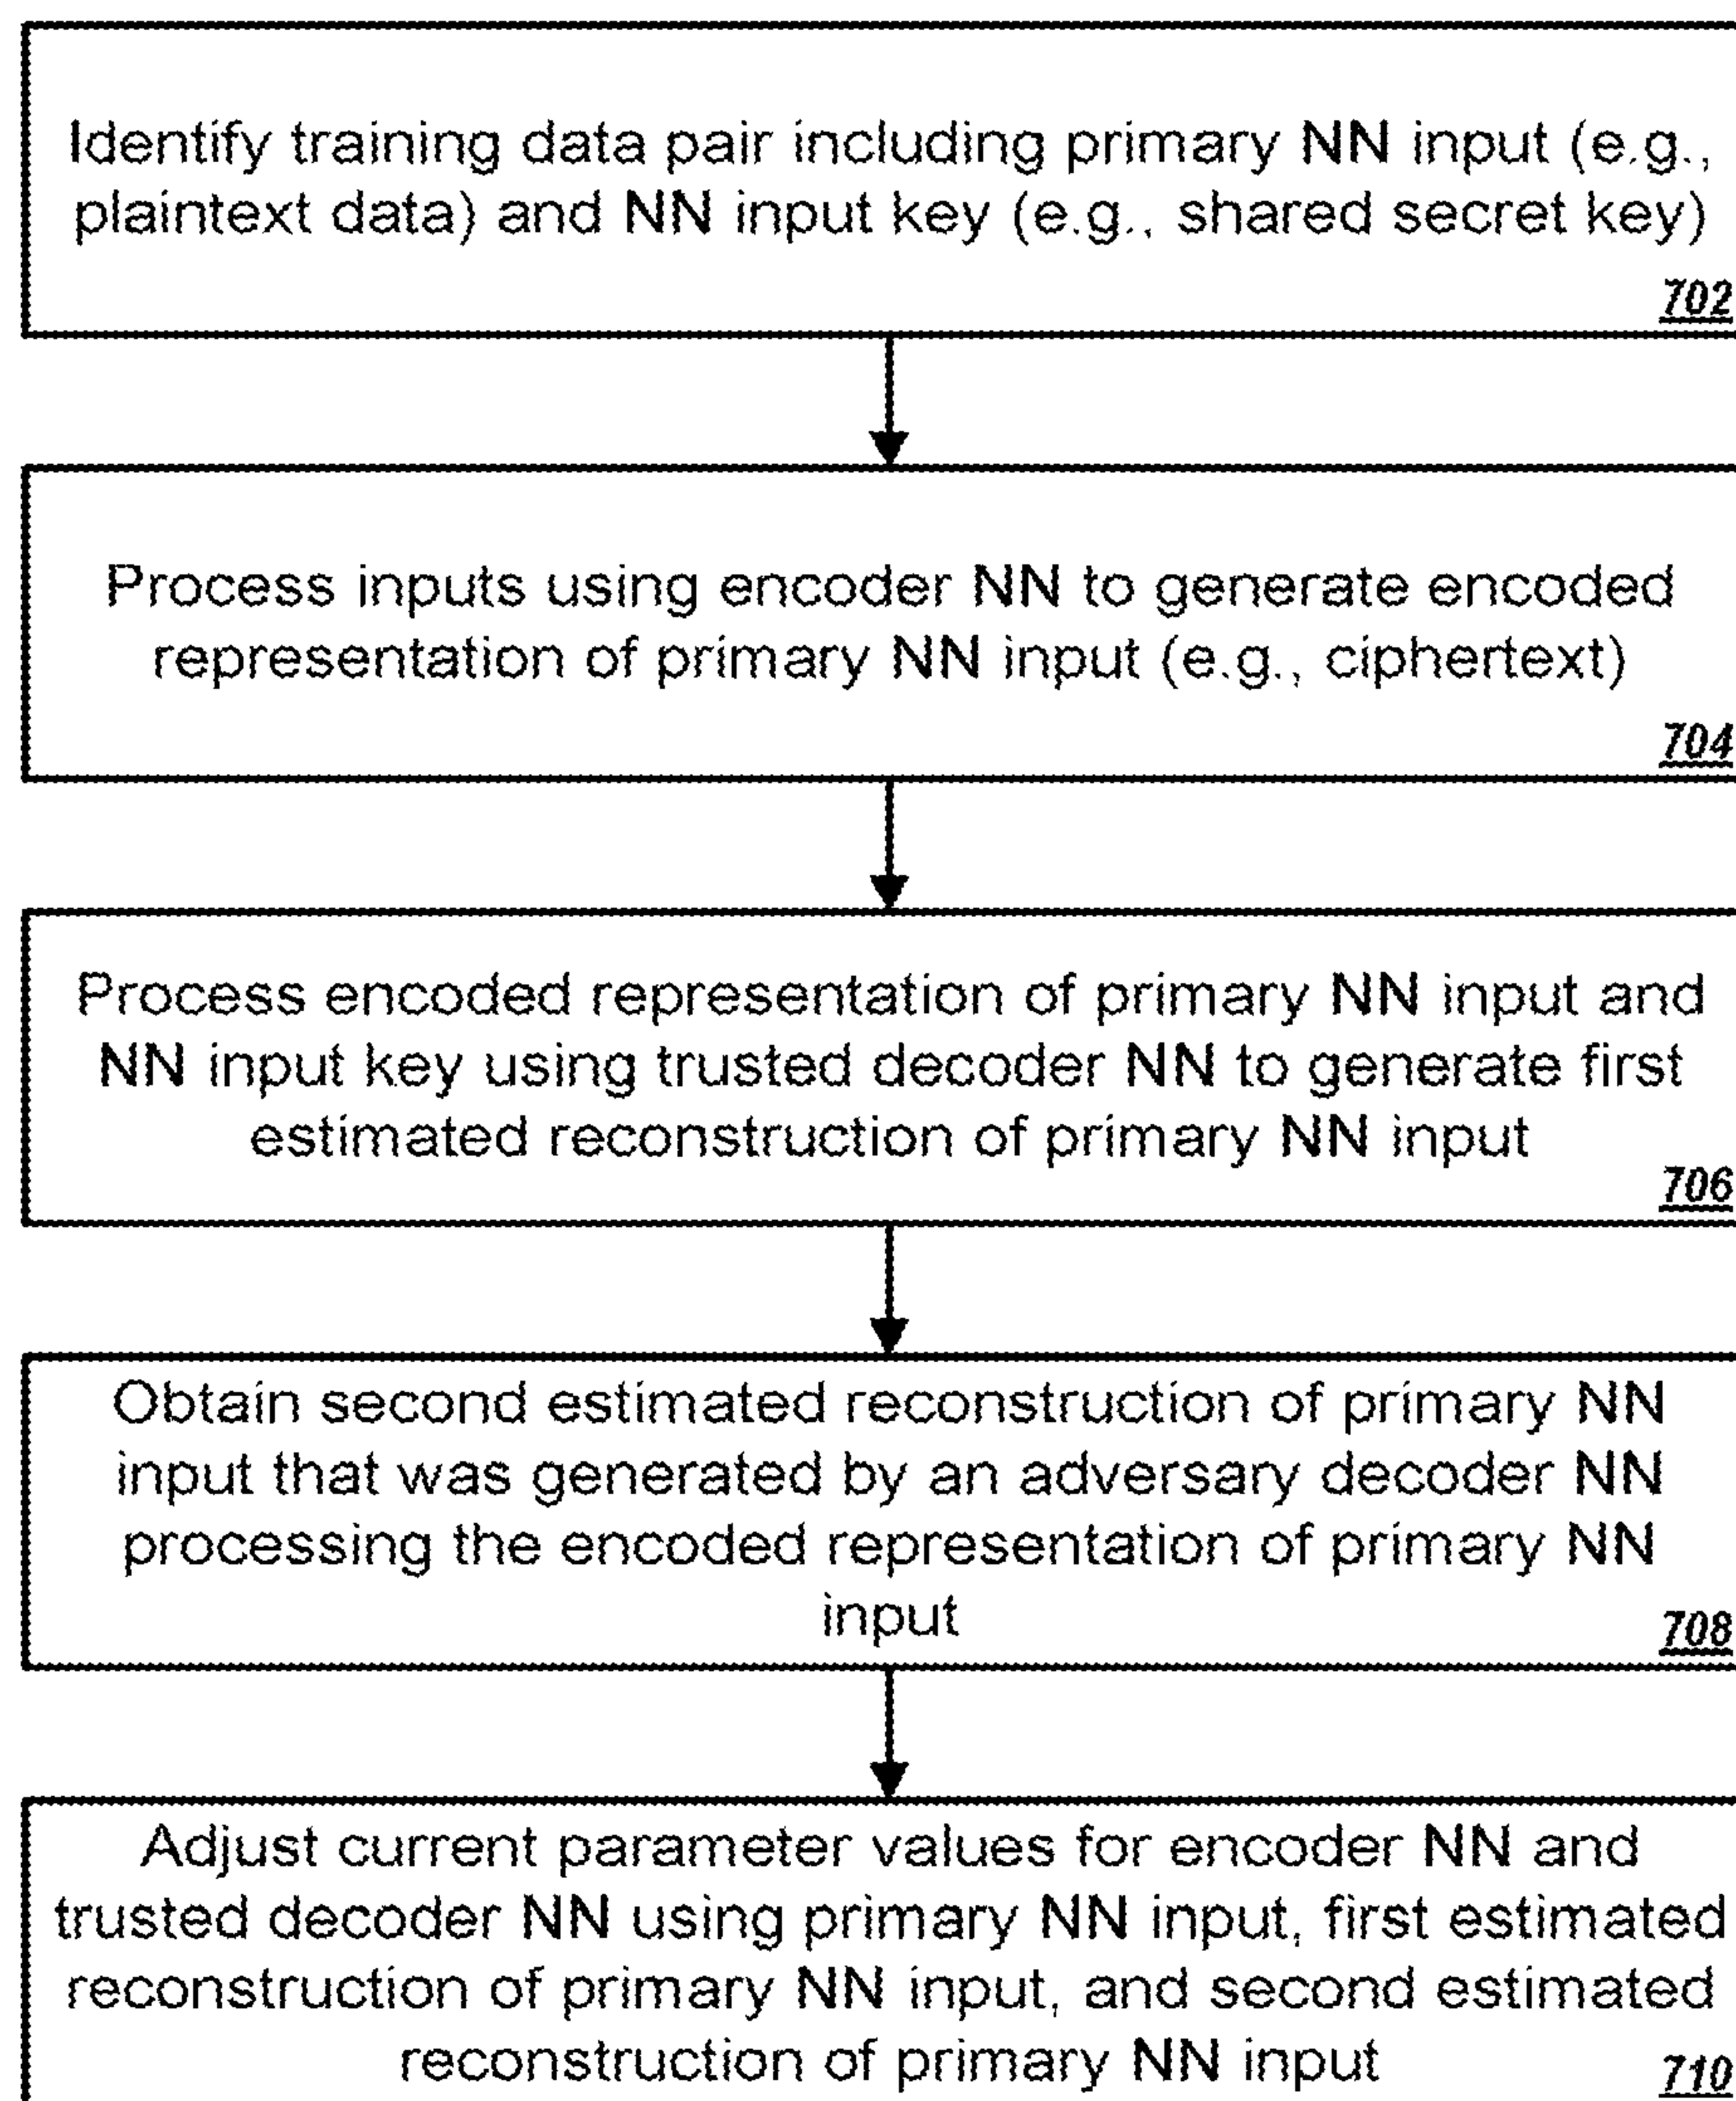 Identify training data pair including primary NN input (e.g.,
plaintext data) and NN input key (e.g., shared secret key)
702
Process inputs using encoder NN to generate encoded
representation of primary NN input (e.g., ciphertext)
704
Process encoded representation of primary NN input and
NN input key using trusted decoder NN to generate first
estimated reconstruction of primary NN input
706
Obtain second estimated reconstruction of primary NN
input that was generated by an adversary decoder NN
processing the encoded representation of primary NN
input
708
Adjust current parameter values for encoder NN and
trusted decoder NN using primary NN input, first estimated
reconstruction of primary NN input, and second estimated
reconstruction of primary NN input
710